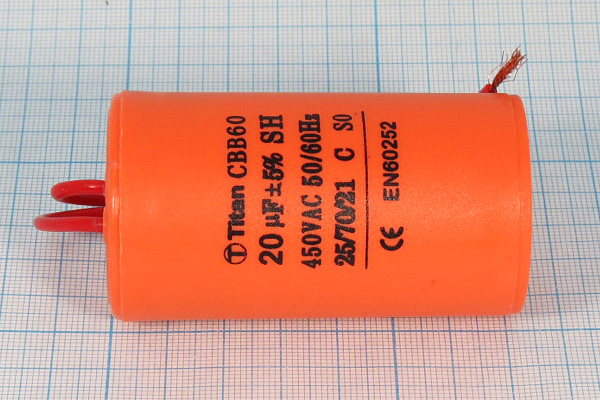 Titan CBB60
20 µF ± 5% SH
450VAC 50/60Hz
25/70/21 C S0
CE EN60252